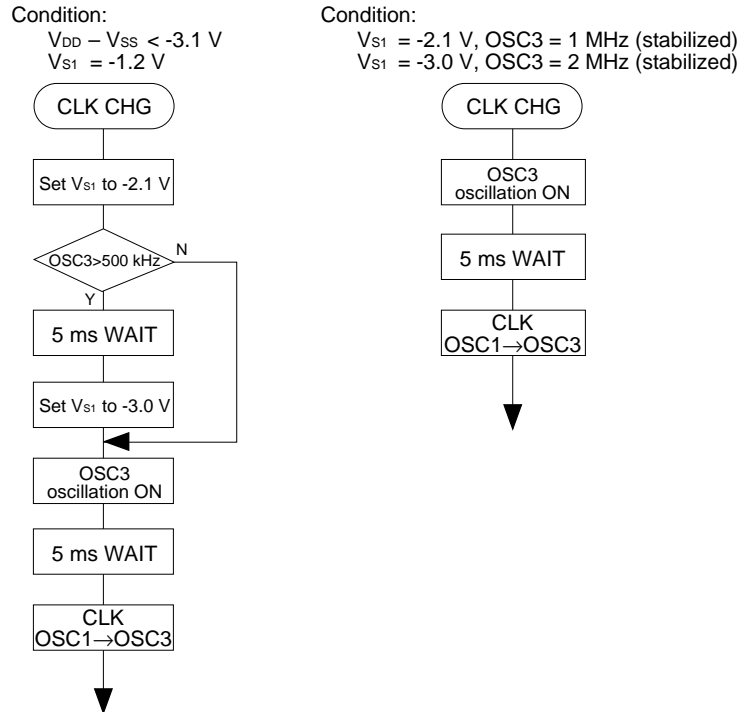 Condition:
VDD – VSS < -3.1 V
VS1 = -1.2 V
CLK CHG
Set VS1 to -2.1 V
OSC3>500 kHz
N
Y
5 ms WAIT
Set VS1 to -3.0 V
OSC3
oscillation ON
5 ms WAIT
CLK
OSC1→OSC3
Condition:
VS1 = -2.1 V, OSC3 = 1 MHz (stabilized)
VS1 = -3.0 V, OSC3 = 2 MHz (stabilized)
CLK CHG
OSC3
oscillation ON
5 ms WAIT
CLK
OSC1→OSC3